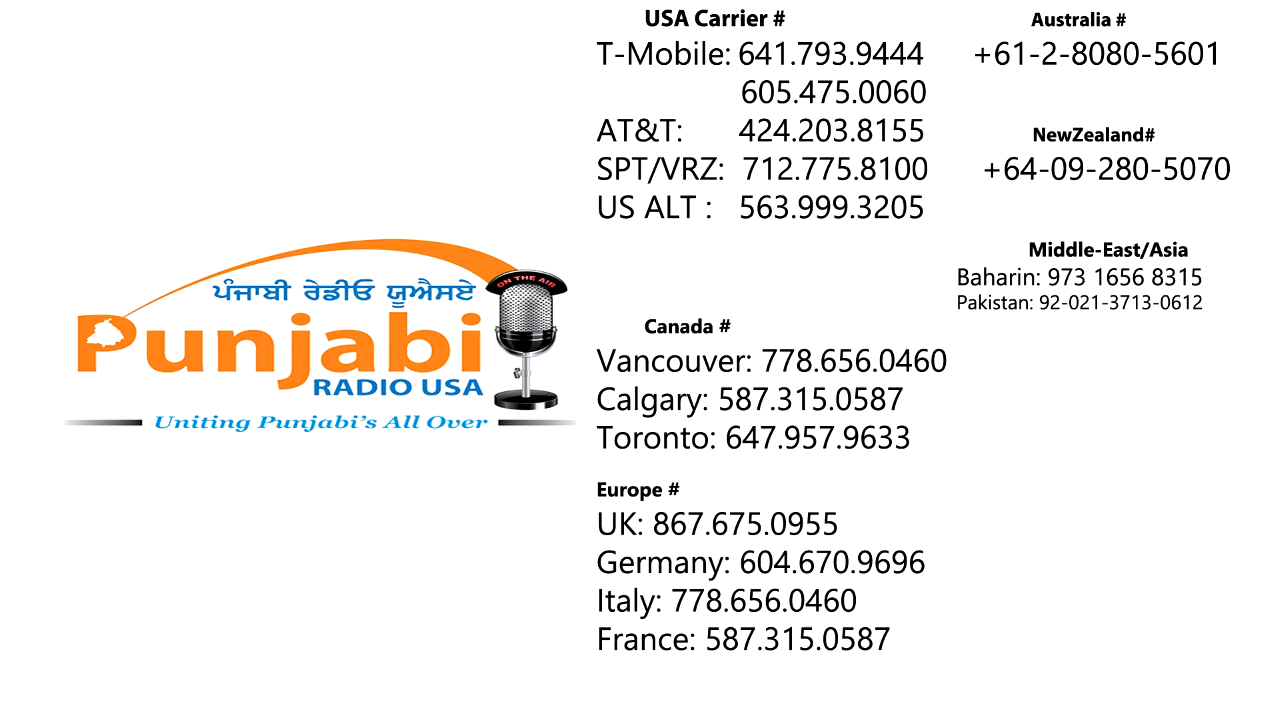 USA Carrier #
T-Mobile: 641.793.9444
605.475.0060
AT&T: 424.203.8155
SPT/VRZ: 712.775.8100
US ALT : 563.999.3205
Australia #
+61-2-8080-5601
NewZealand#
+64-09-280-5070
Middle-East/Asia
Baharin: 973 1656 8315
Pakistan: 92-021-3713-0612
ON THE AIR
ਪੰਜਾਬੀ ਰੇਡੀਓ ਯੂਐਸਏ
Punjabi
RADIO USA
Uniting Punjabi's All Over
Canada #
Vancouver: 778.656.0460
Calgary: 587.315.0587
Toronto: 647.957.9633
Europe #
UK: 867.675.0955
Germany: 604.670.9696
Italy: 778.656.0460
France: 587.315.0587